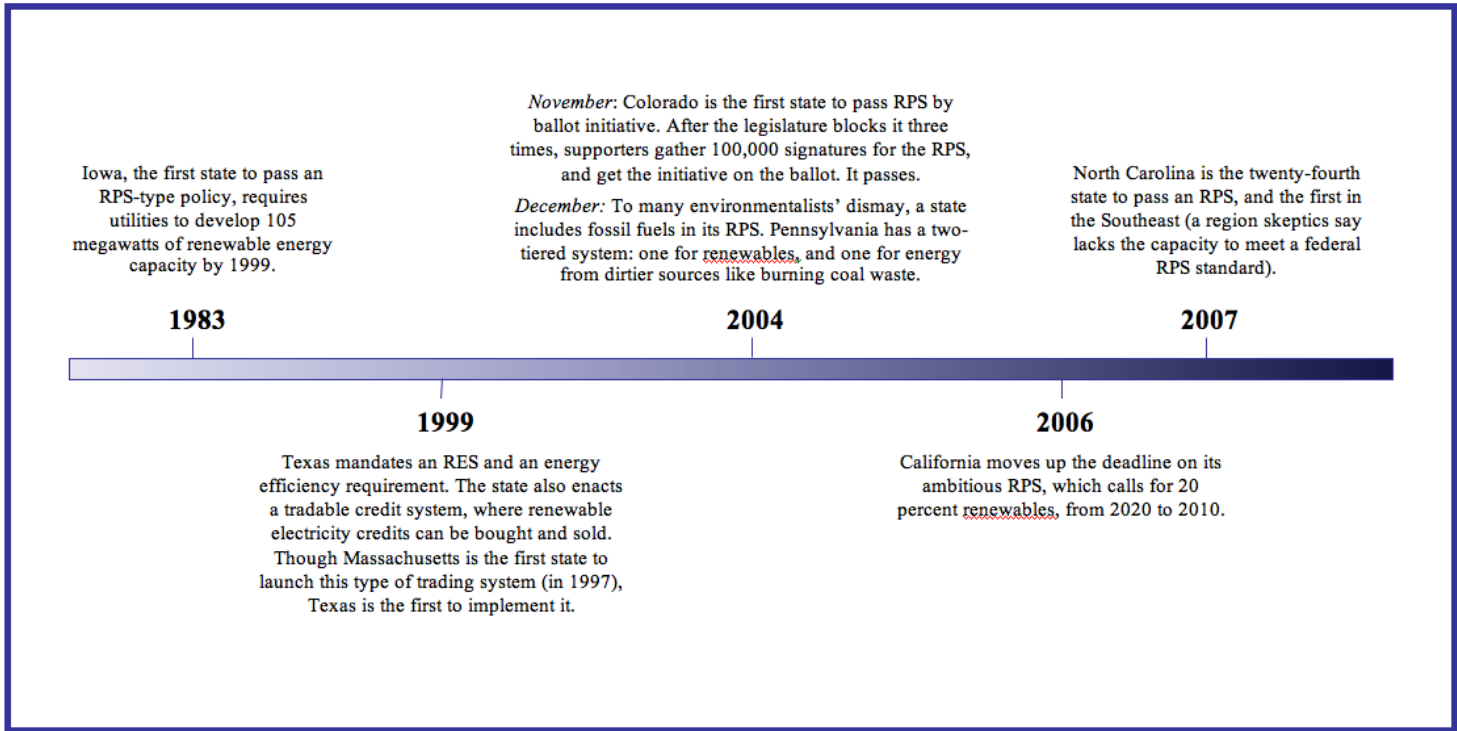 Iowa, the first state to pass an
RPS-type policy, requires
utilities to develop 105
megawatts of renewable energy
capacity by 1999.
1983
November: Colorado is the first state to pass RPS by
ballot initiative. After the legislature blocks it three
times, supporters gather 100,000 signatures for the RPS,
and get the initiative on the ballot. It passes.
December: To many environmentalists’ dismay, a state
includes fossil fuels in its RPS. Pennsylvania has a two-
tiered system: one for renewables, and one for energy
from dirtier sources like burning coal waste.
2004
North Carolina is the twenty-fourth
state to pass an RPS, and the first in
the Southeast (a region skeptics say
lacks the capacity to meet a federal
RPS standard).
2007
1999
Texas mandates an RES and an energy
efficiency requirement. The state also enacts
a tradable credit system, where renewable
electricity credits can be bought and sold.
Though Massachusetts is the first state to
launch this type of trading system (in 1997),
Texas is the first to implement it.
2006
California moves up the deadline on its
ambitious RPS, which calls for 20
percent renewables, from 2020 to 2010.